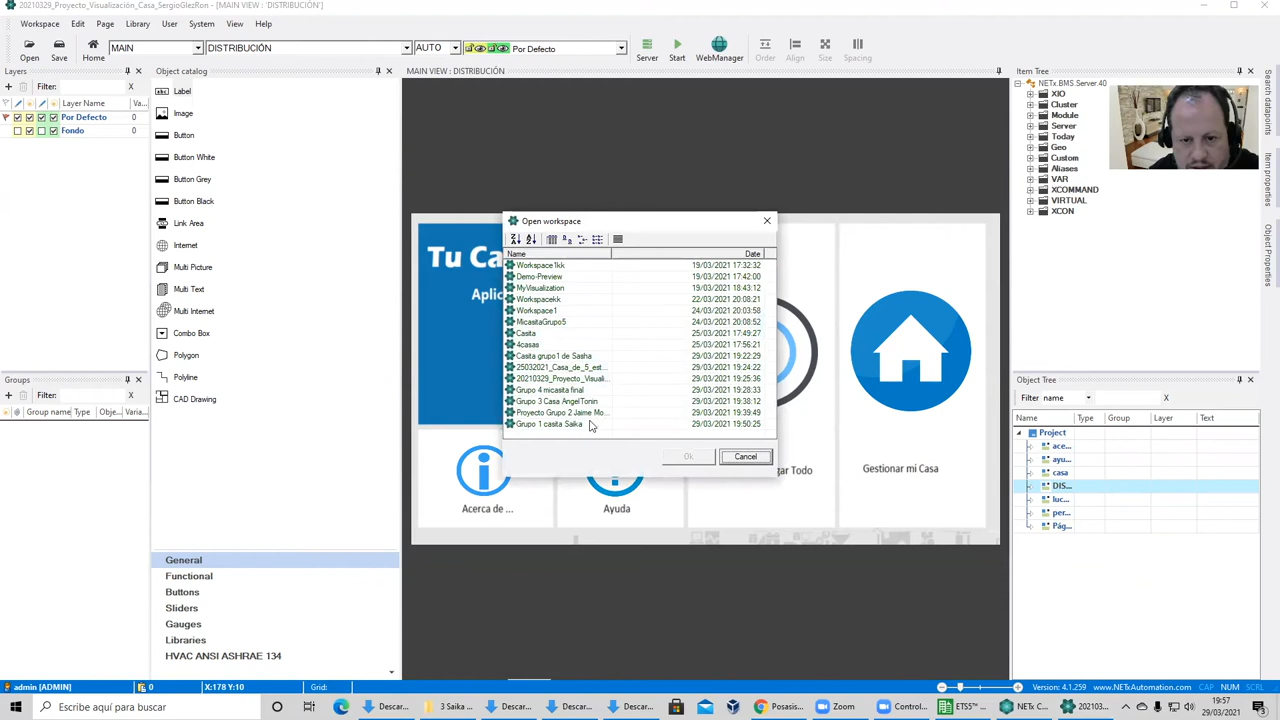 20210329_Proyecto_Visualización_Casa_SergioGlezRon - [MAIN VIEW : 'DISTRIBUCIÓN']
Workspace Edit Page Library User System View Help
MAIN DISTRIBUCIÓN AUTO Por Defecto
Open Save Home Server Start WebManager Order Align Size Spacing
Layers
Filter: X
Layer Name Va...
Por Defecto 0
Fondo 0
Groups
Filter: X
Group name Type Obje... Varia...
Object catalog
Label
Image
Button
Button White
Button Grey
Button Black
Link Area
Internet
Multi Picture
Multi Text
Multi Internet
Combo Box
Polygon
Polyline
CAD Drawing
General
Functional
Buttons
Sliders
Gauges
Libraries
HVAC ANSI ASHRAE 134
MAIN VIEW : DISTRIBUCIÓN
Tu Ca
Aplic
Acerca de ...
Ayuda
gar Todo
Gestionar mi Casa
Open workspace
Name Date
Workspace1kk 19/03/2021 17:32:32
Demo-Preview 19/03/2021 17:42:00
MyVisualization 19/03/2021 18:43:12
Workspacekk 22/03/2021 20:08:21
Workspace1 24/03/2021 20:03:58
MicasitaGrupo5 24/03/2021 20:08:52
Casita 25/03/2021 17:49:27
4casas 25/03/2021 17:56:21
Casita grupo1 de Sasha 29/03/2021 19:22:29
25032021_Casa_de_5_est... 29/03/2021 19:24:22
20210329_Proyecto_Visuali... 29/03/2021 19:25:36
Grupo 4 micasita final 29/03/2021 19:28:33
Grupo 3 Casa AngelTonin 29/03/2021 19:38:12
Proyecto Grupo 2 Jaime Mo... 29/03/2021 19:39:49
Grupo 1 casita Saika 29/03/2021 19:50:25
Ok Cancel
Item Tree
NETx.BMS.Server.40
XIO
Cluster
Module
Server
Today
Geo
Custom
Aliases
VAR
XCOMMAND
VIRTUAL
XCON
Object Tree
Filter name X
Name Type Group Layer Text
Project
ace...
ayu...
casa
DIS...
luc...
per...
Pág...
Search datapoints
Item properties
Object Properties
admin [ADMIN] 0 X:178 Y:10 Grid: Version: 4.1.259 www.NETxAutomation.com CAP NUM SCRL
Escribe aquí para buscar
Descar... 3 Saika ... Descar... Descar... Descar... Posasis... Zoom Control... ETS5™ ... NETx C... 20210...
19:57
29/03/2021